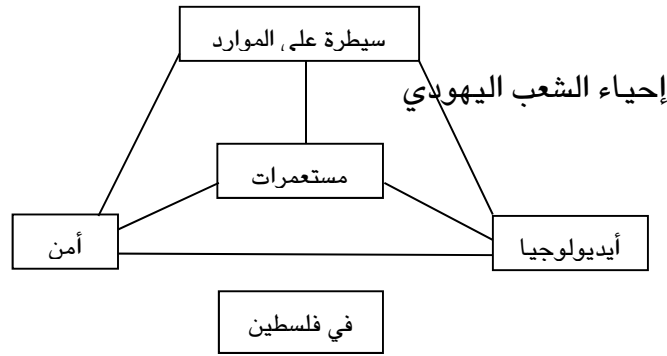 سيطرة على الموارد
إحياء الشعب اليهودي
مستعمرات
أيديولوجيا
أمن
في فلسطين